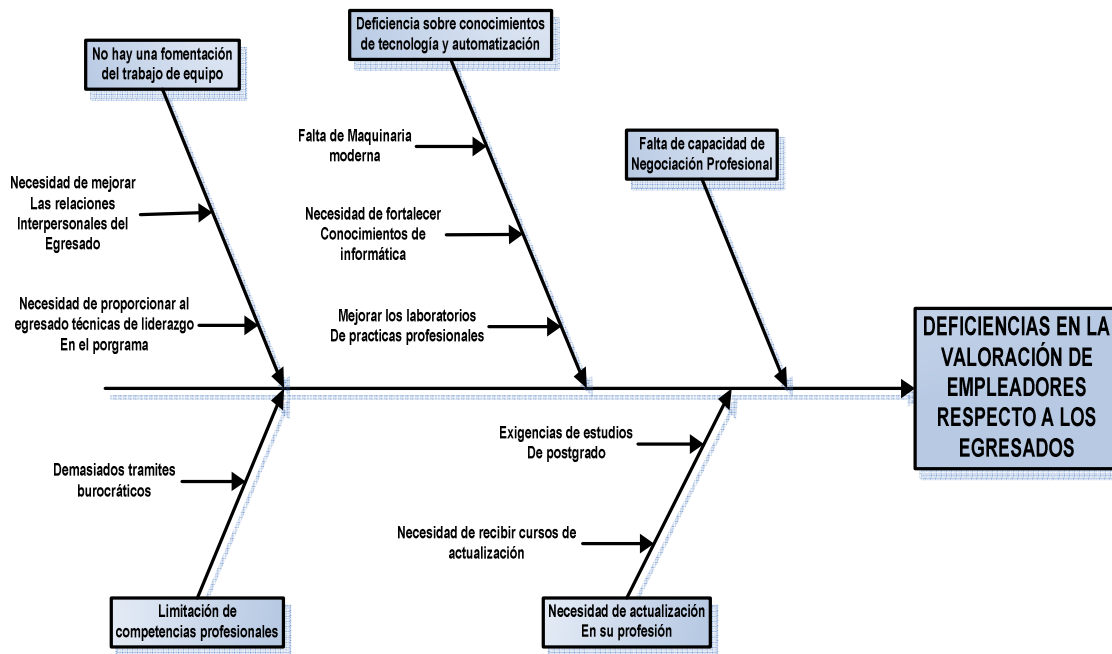 Deficiencia sobre conocimientos
de tecnología y automatización
No hay una fomentación
del trabajo de equipo
Falta de Maquinaria
moderna
Falta de capacidad de
Negociación Profesional
Necesidad de mejorar
Las relaciones
Interpersonales del
Egresado
Necesidad de fortalecer
Conocimientos de
informática
Necesidad de proporcionar al
egresado técnicas de liderazgo
En el porgrama
Mejorar los laboratorios
De practicas profesionales
DEFICIENCIAS EN LA
VALORACIÓN DE
EMPLEADORES
RESPECTO A LOS
EGRESADOS
Exigencias de estudios
De postgrado
Demasiados tramites
burocráticos
Necesidad de recibir cursos de
actualización
Limitación de
competencias profesionales
Necesidad de actualización
En su profesión